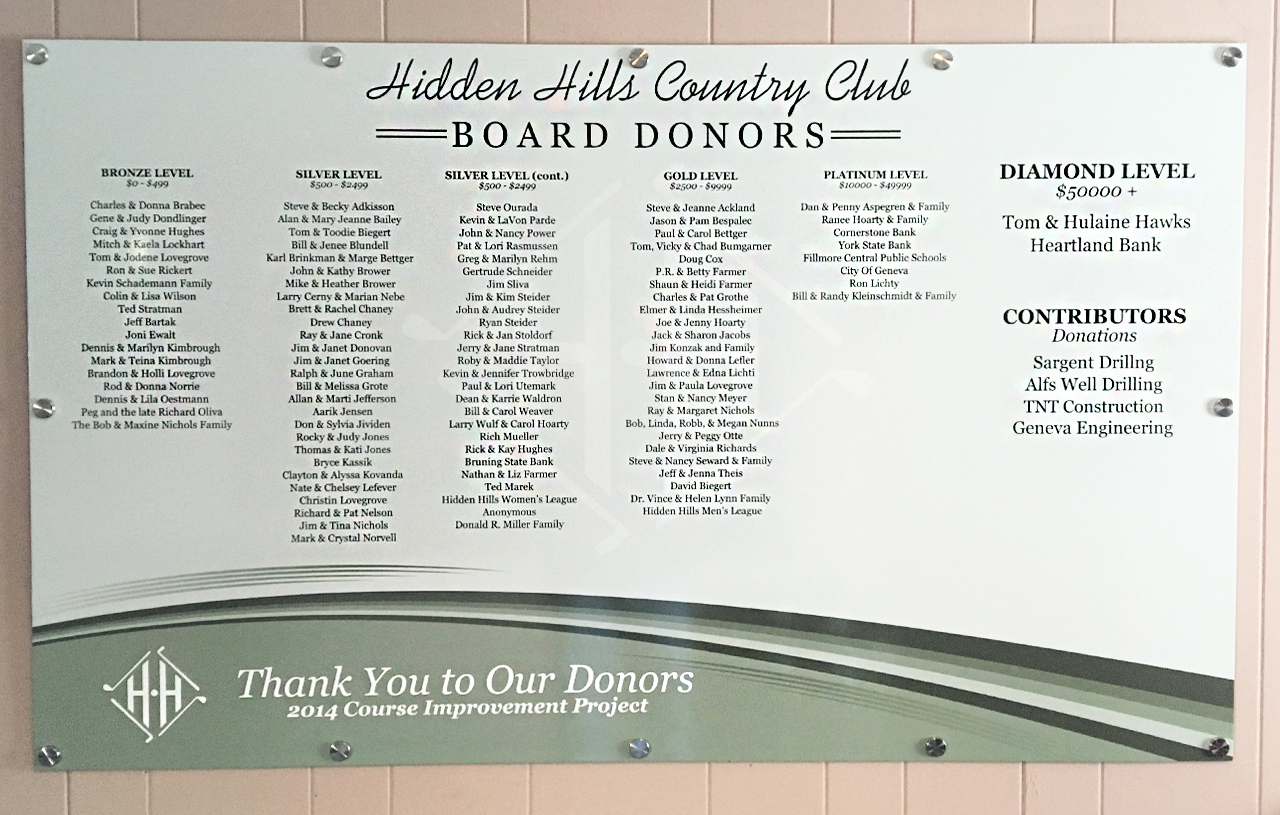 Hidden Hills Country Club
BOARD DONORS
BRONZE LEVEL
$0 - $499
Charles & Donna Brabec
Gene & Judy Dondlinger
Craig & Yvonne Hughes
Mitch & Kaela Lockhart
Tom & Jodene Lovegrove
Ron & Sue Rickert
Kevin Schademann Family
Colin & Lisa Wilson
Ted Stratman
Jeff Bartak
Joni Ewalt
Dennis & Marilyn Kimbrough
Mark & Teina Kimbrough
Brandon & Holli Lovegrove
Rod & Donna Norrie
Dennis & Lila Oestmann
Peg and the late Richard Oliva
The Bob & Maxine Nichols Family
SILVER LEVEL
$500 - $2499
Steve & Becky Adkisson
Alan & Mary Jeanne Bailey
Tom & Toodie Biegert
Bill & Jenee Blundell
Karl Brinkman & Marge Bettger
John & Kathy Brower
Mike & Heather Brower
Larry Cerny & Marian Nebe
Brett & Rachel Chaney
Drew Chaney
Ray & Jane Cronk
Jim & Janet Donovan
Jim & Janet Goering
Ralph & June Graham
Bill & Melissa Grote
Allan & Marti Jefferson
Aarik Jensen
Don & Sylvia Jividen
Rocky & Judy Jones
Thomas & Kati Jones
Bryce Kassik
Clayton & Alyssa Kovanda
Nate & Chelsey Lefever
Christin Lovegrove
Richard & Pat Nelson
Jim & Tina Nichols
Mark & Crystal Norvell
SILVER LEVEL (cont.)
$500 - $2499
Steve Ourada
Kevin & LaVon Parde
John & Nancy Power
Pat & Lori Rasmussen
Greg & Marilyn Rehm
Gertrude Schneider
Jim Sliva
Jim & Kim Steider
John & Audrey Steider
Ryan Steider
Rick & Jan Stoldorf
Jerry & Jane Stratman
Roby & Maddie Taylor
Kevin & Jennifer Trowbridge
Paul & Lori Utemark
Dean & Karrie Waldron
Bill & Carol Weaver
Larry Wulf & Carol Hoarty
Rich Mueller
Rick & Kay Hughes
Bruning State Bank
Nathan & Liz Farmer
Ted Marek
Hidden Hills Women's League
Anonymous
Donald R. Miller Family
GOLD LEVEL
$2500 - $9999
Steve & Jeanne Ackland
Jason & Pam Bespalec
Paul & Carol Bettger
Tom, Vicky & Chad Bumgarner
Doug Cox
P.R. & Betty Farmer
Shaun & Heidi Farmer
Charles & Pat Grothe
Elmer & Linda Hessheimer
Joe & Jenny Hoarty
Jack & Sharon Jacobs
Jim Konzak and Family
Howard & Donna Lefler
Lawrence & Edna Lichti
Jim & Paula Lovegrove
Stan & Nancy Meyer
Ray & Margaret Nichols
Bob, Linda, Robb, & Megan Nunns
Jerry & Peggy Otte
Dale & Virginia Richards
Steve & Nancy Seward & Family
Jeff & Jenna Theis
David Biegert
Dr. Vince & Helen Lynn Family
Hidden Hills Men's League
PLATINUM LEVEL
$10000 - $49999
Dan & Penny Aspegren & Family
Ranee Hoarty & Family
Cornerstone Bank
York State Bank
Fillmore Central Public Schools
City Of Geneva
Ron Lichty
Bill & Randy Kleinschmidt & Family
DIAMOND LEVEL
$50000 +
Tom & Hulaine Hawks
Heartland Bank
CONTRIBUTORS
Donations
Sargent Drillng
Alfs Well Drilling
TNT Construction
Geneva Engineering
H·H
Thank You to Our Donors
2014 Course Improvement Project